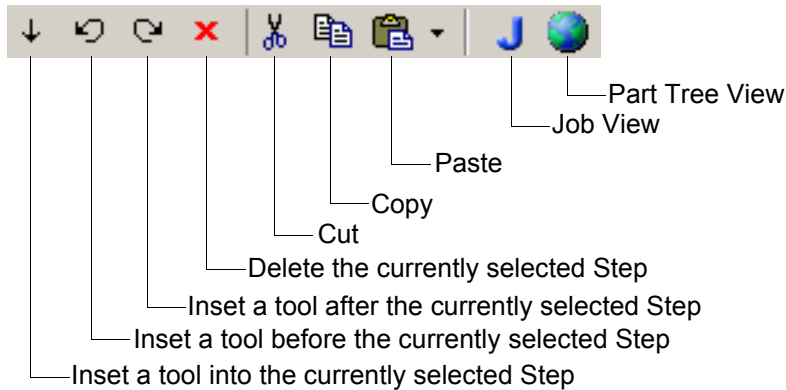 J
Part Tree View
Job View
Paste
Copy
Cut
Delete the currently selected Step
Inset a tool after the currently selected Step
Inset a tool before the currently selected Step
Inset a tool into the currently selected Step